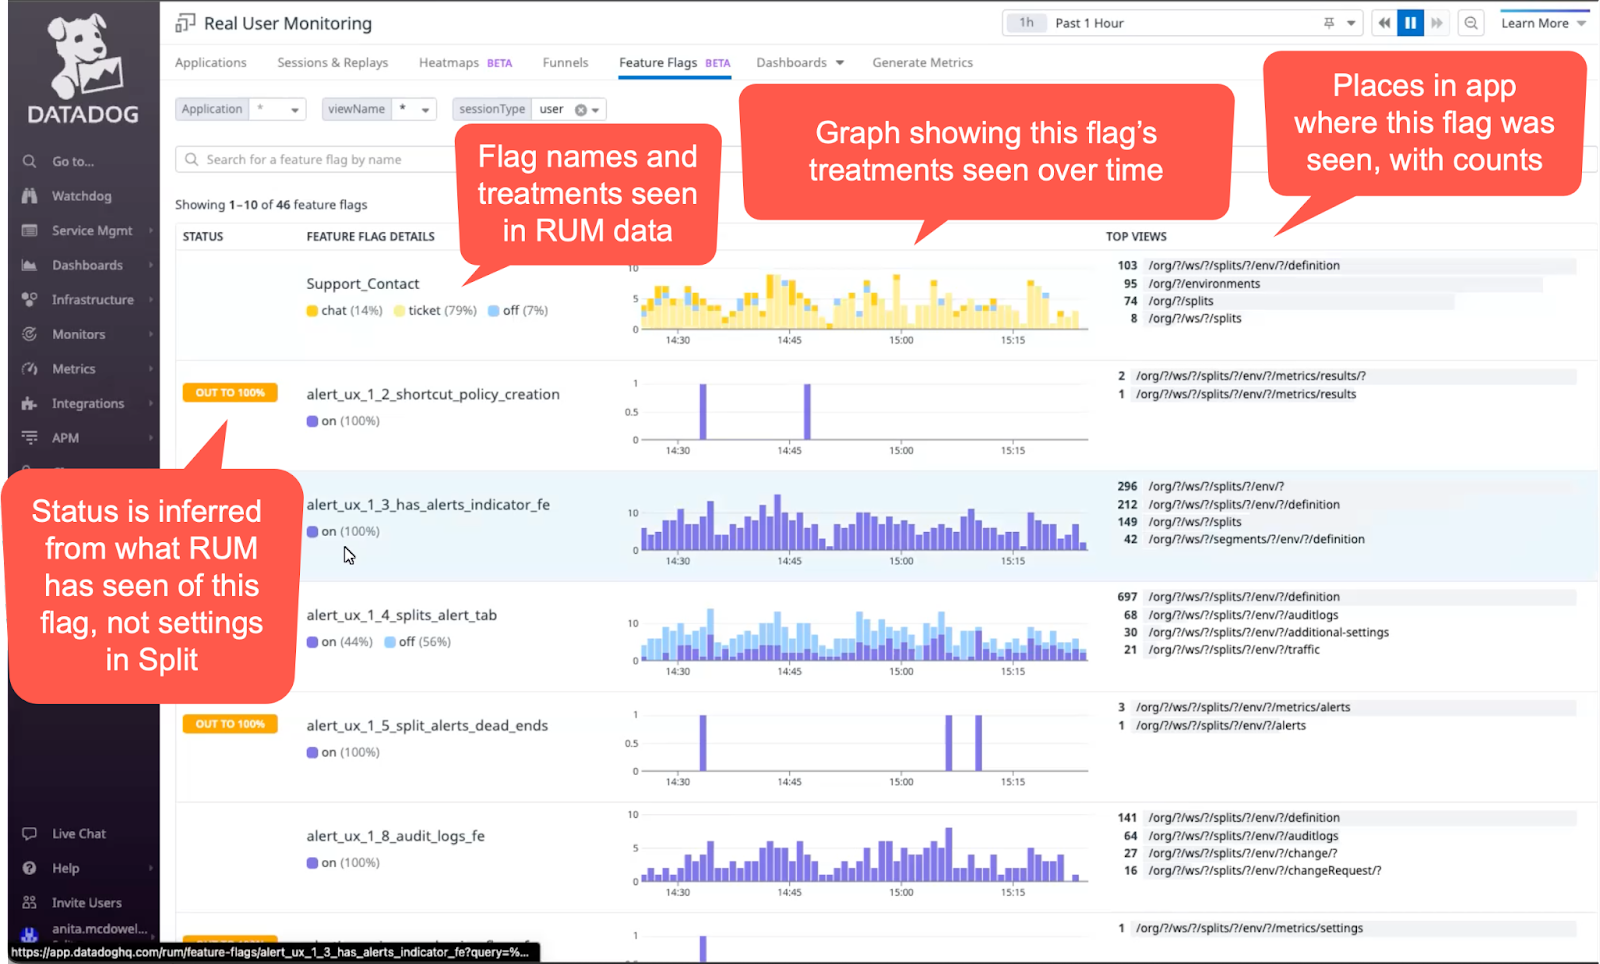 DATADOG
Go to...
Watchdog
Service Mgmt
Dashboards
Infrastructure
Monitors
Metrics
Integrations
APM
Live Chat
Help
Invite Users
anita.mcdowel...
Real User Monitoring
1h Past 1 Hour
Learn More
Applications Sessions & Replays Heatmaps BETA Funnels Feature Flags BETA Dashboards Generate Metrics
Application * viewName * sessionType user
Search for a feature flag by name
Showing 1–10 of 46 feature flags
Flag names and
treatments seen
in RUM data
Graph showing this flag's
treatments seen over time
Places in app
where this flag was
seen, with counts
STATUS FEATURE FLAG DETAILS TOP VIEWS
Support_Contact
chat (14%) ticket (79%) off (7%)
10
5
0
14:30 14:45 15:00 15:15
103 /org/?/ws/?/splits/?/env/?/definition
95 /org/?/environments
74 /org/?/splits
8 /org/?/ws/?/splits
OUT TO 100%
alert_ux_1_2_shortcut_policy_creation
on (100%)
1
0.5
0
14:30 14:45 15:00 15:15
2 /org/?/ws/?/splits/?/env/?/metrics/results/?
1 /org/?/ws/?/splits/?/env/?/metrics/results
Status is inferred
from what RUM
has seen of this
flag, not settings
in Split
alert_ux_1_3_has_alerts_indicator_fe
on (100%)
10
0
14:30 14:45 15:00 15:15
296 /org/?/ws/?/splits/?/env/?
212 /org/?/ws/?/splits/?/env/?/definition
149 /org/?/ws/?/splits
42 /org/?/ws/?/segments/?/env/?/definition
alert_ux_1_4_splits_alert_tab
on (44%) off (56%)
10
0
14:30 14:45 15:00 15:15
697 /org/?/ws/?/splits/?/env/?/definition
68 /org/?/ws/?/splits/?/env/?/auditlogs
30 /org/?/ws/?/splits/?/env/?/additional-settings
21 /org/?/ws/?/splits/?/env/?/traffic
OUT TO 100%
alert_ux_1_5_split_alerts_dead_ends
on (100%)
1
0.5
0
14:30 14:45 15:00 15:15
3 /org/?/ws/?/splits/?/env/?/metrics/alerts
1 /org/?/ws/?/splits/?/env/?/alerts
alert_ux_1_8_audit_logs_fe
on (100%)
10
5
0
14:30 14:45 15:00 15:15
141 /org/?/ws/?/splits/?/env/?/definition
64 /org/?/ws/?/splits/?/env/?/auditlogs
27 /org/?/ws/?/splits/?/env/?/change/?
16 /org/?/ws/?/splits/?/env/?/changeRequest/?
1
1 /org/?/ws/?/splits/?/env/?/metrics/settings
https://app.datadoghq.com/rum/feature-flags/alert_ux_1_3_has_alerts_indicator_fe?query=%...